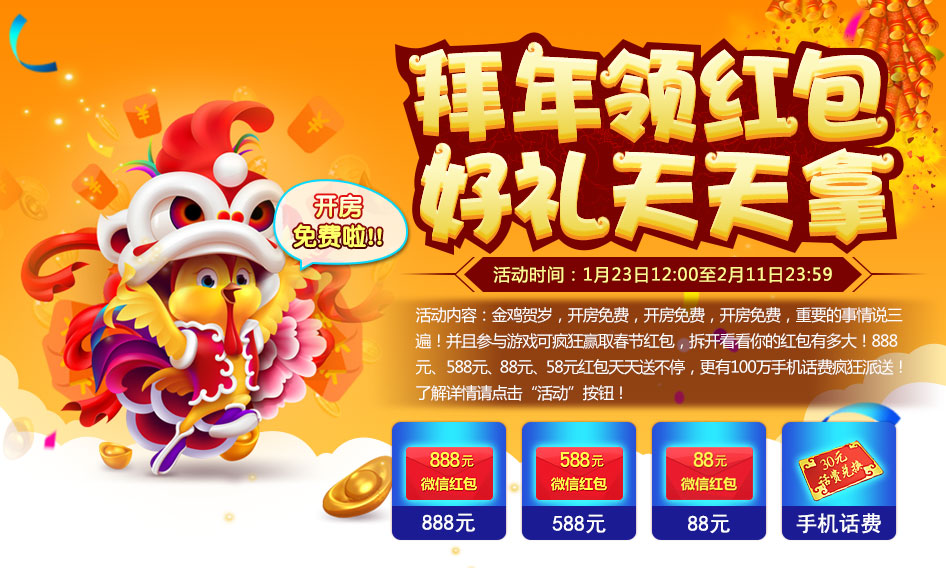 拜年领红包
好礼天天拿
开房
免费啦!!
活动时间：1月23日12:00至2月11日23:59
活动内容：金鸡贺岁，开房免费，开房免费，开房免费，重要的事情说三
遍！并且参与游戏可疯狂赢取春节红包，拆开看看你的红包有多大！888
元、588元、88元、58元红包天天送不停，更有100万手机话费疯狂派送！
了解详情请点击“活动”按钮！
888元
微信红包
888元
588元
微信红包
588元
88元
微信红包
88元
30元
话费兑换
手机话费